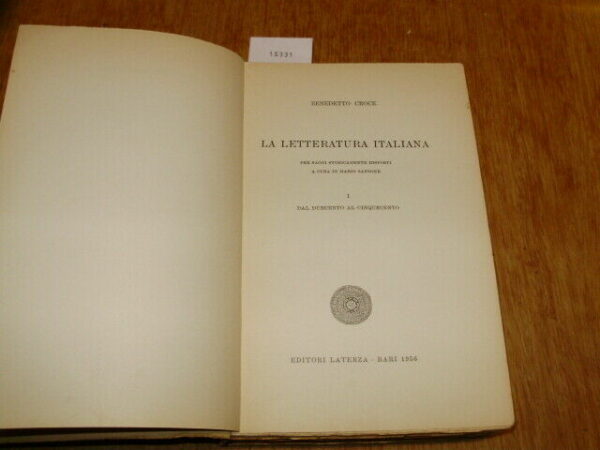 15331
BENEDETTO CROCE
LA LETTERATURA ITALIANA
PER SAGGI STORICAMENTE DISPOSTI
A CURA DI MARIO SANSONE
I
DAL DUECENTO AL CINQUECENTO
EDITORI LATERZA - BARI 1956